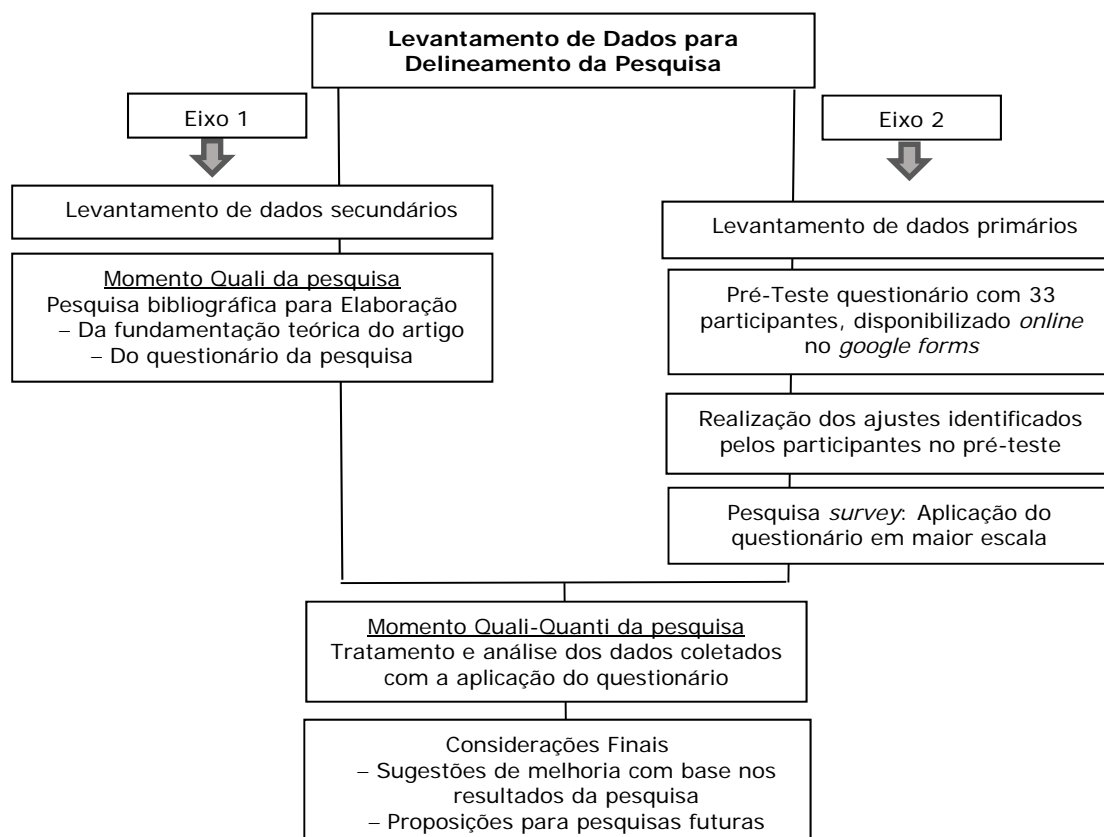 Levantamento de Dados para
Delineamento da Pesquisa
Eixo 1
Levantamento de dados secundários
Momento Quali da pesquisa
Pesquisa bibliográfica para Elaboração
– Da fundamentação teórica do artigo
– Do questionário da pesquisa
Eixo 2
Levantamento de dados primários
Pré-Teste questionário com 33
participantes, disponibilizado online
no google forms
Realização dos ajustes identificados
pelos participantes no pré-teste
Pesquisa survey: Aplicação do
questionário em maior escala
Momento Quali-Quanti da pesquisa
Tratamento e análise dos dados coletados
com a aplicação do questionário
Considerações Finais
– Sugestões de melhoria com base nos
resultados da pesquisa
– Proposições para pesquisas futuras